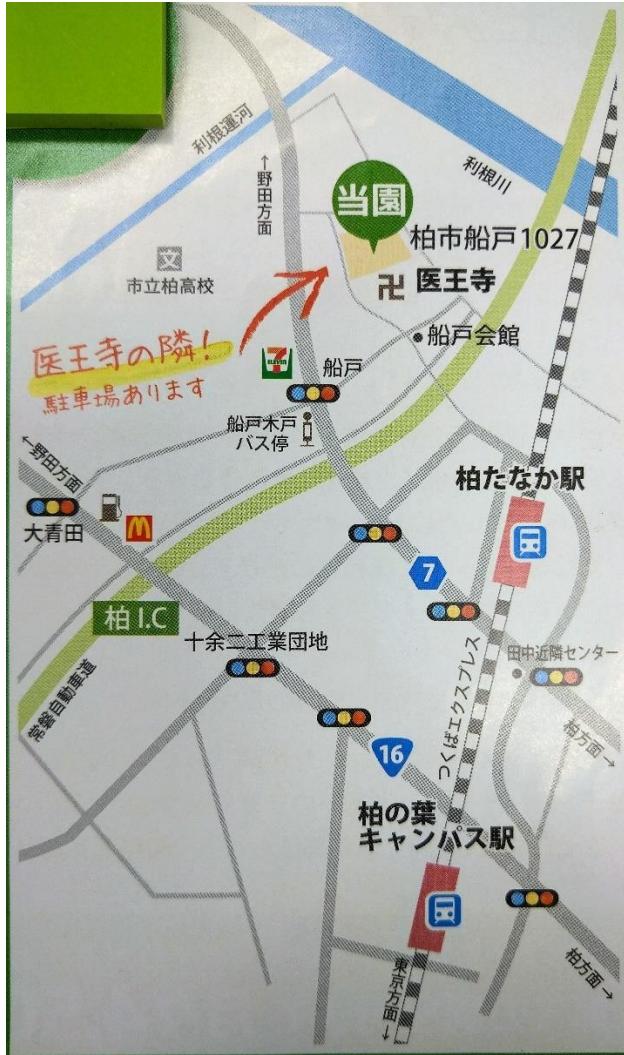 利根運河
↑野田方面
利根川
当園
柏市船戸1027
文
市立柏高校
卍 医王寺
医王寺の隣!
駐車場あります
船戸会館
7
ELEVEN
船戸
船戸木戸
バス停
←野田方面
柏たなか駅
大青田
M
7
柏I.C
十余二工業団地
田中近隣センター
常磐自動車道
つくばエクスプレス
柏方面→
16
柏の葉
キャンパス駅
柏方面→
東京方面→